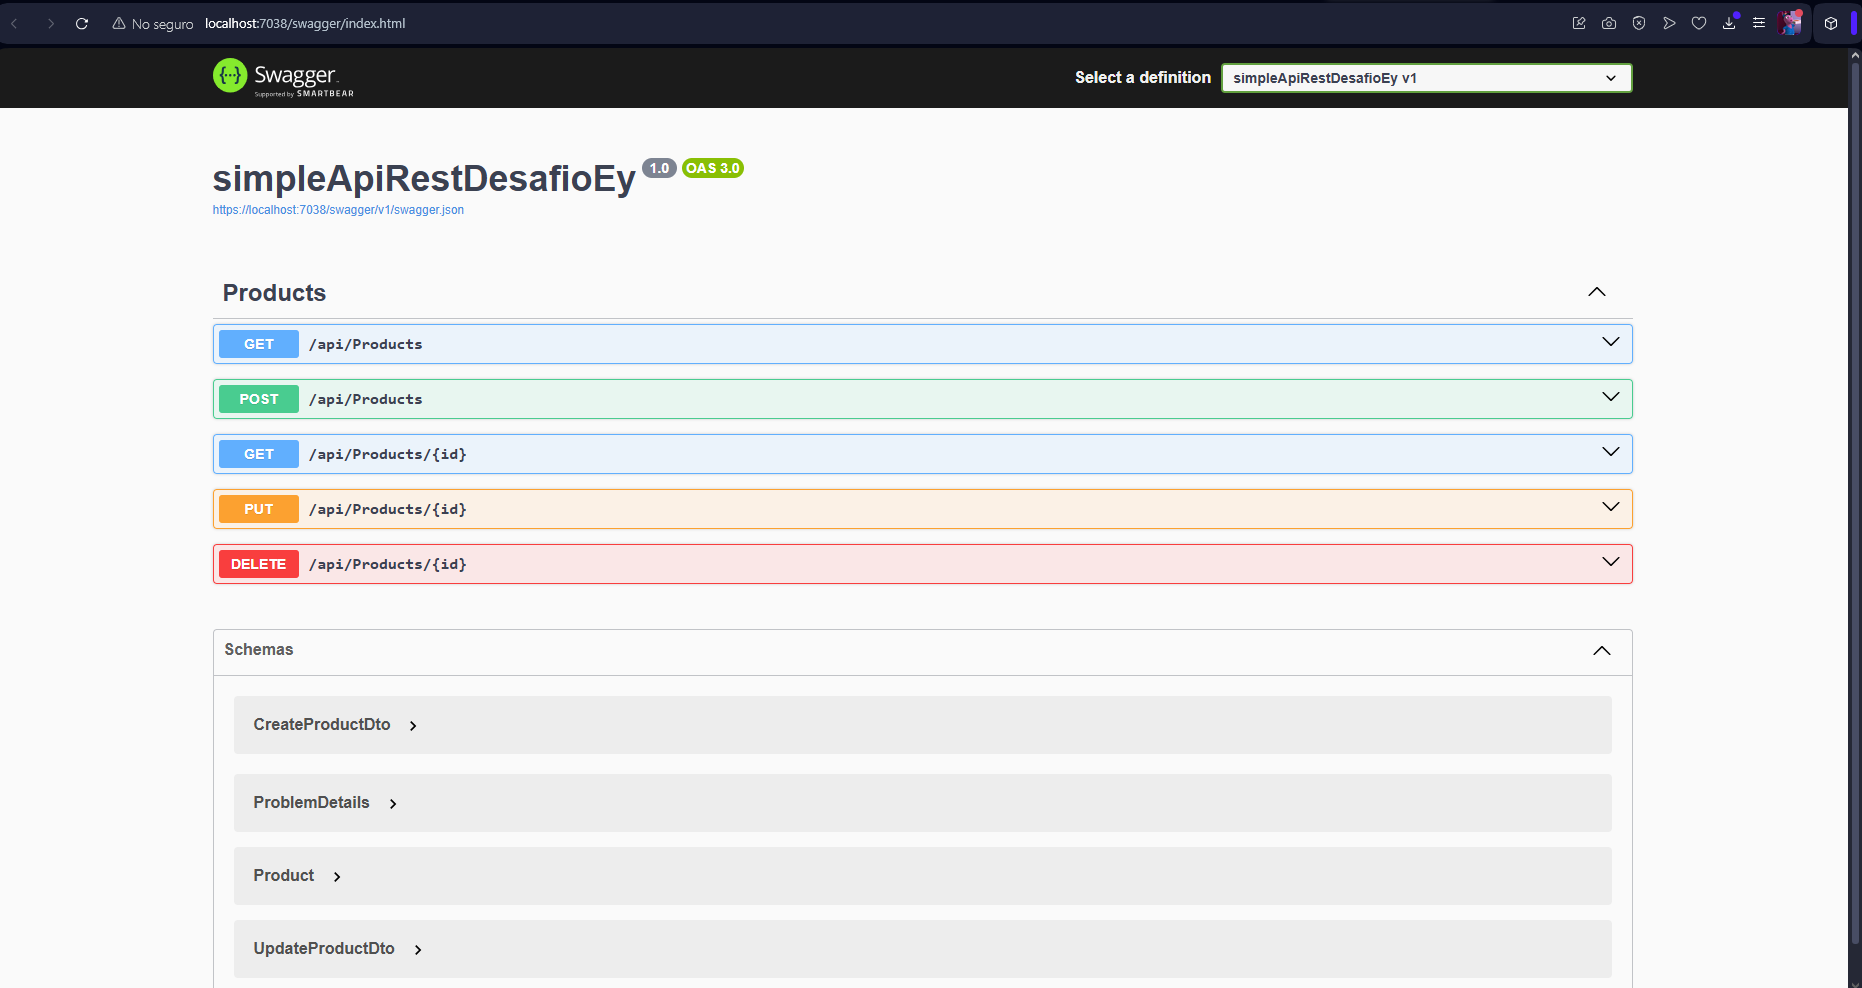 No seguro localhost:7038/swagger/index.html
{···} Swagger
Supported by SMARTBEAR
Select a definition simpleApiRestDesafioEy v1
simpleApiRestDesafioEy 1.0 OAS 3.0
https://localhost:7038/swagger/v1/swagger.json
Products
GET /api/Products
POST /api/Products
GET /api/Products/{id}
PUT /api/Products/{id}
DELETE /api/Products/{id}
Schemas
CreateProductDto
ProblemDetails
Product
UpdateProductDto